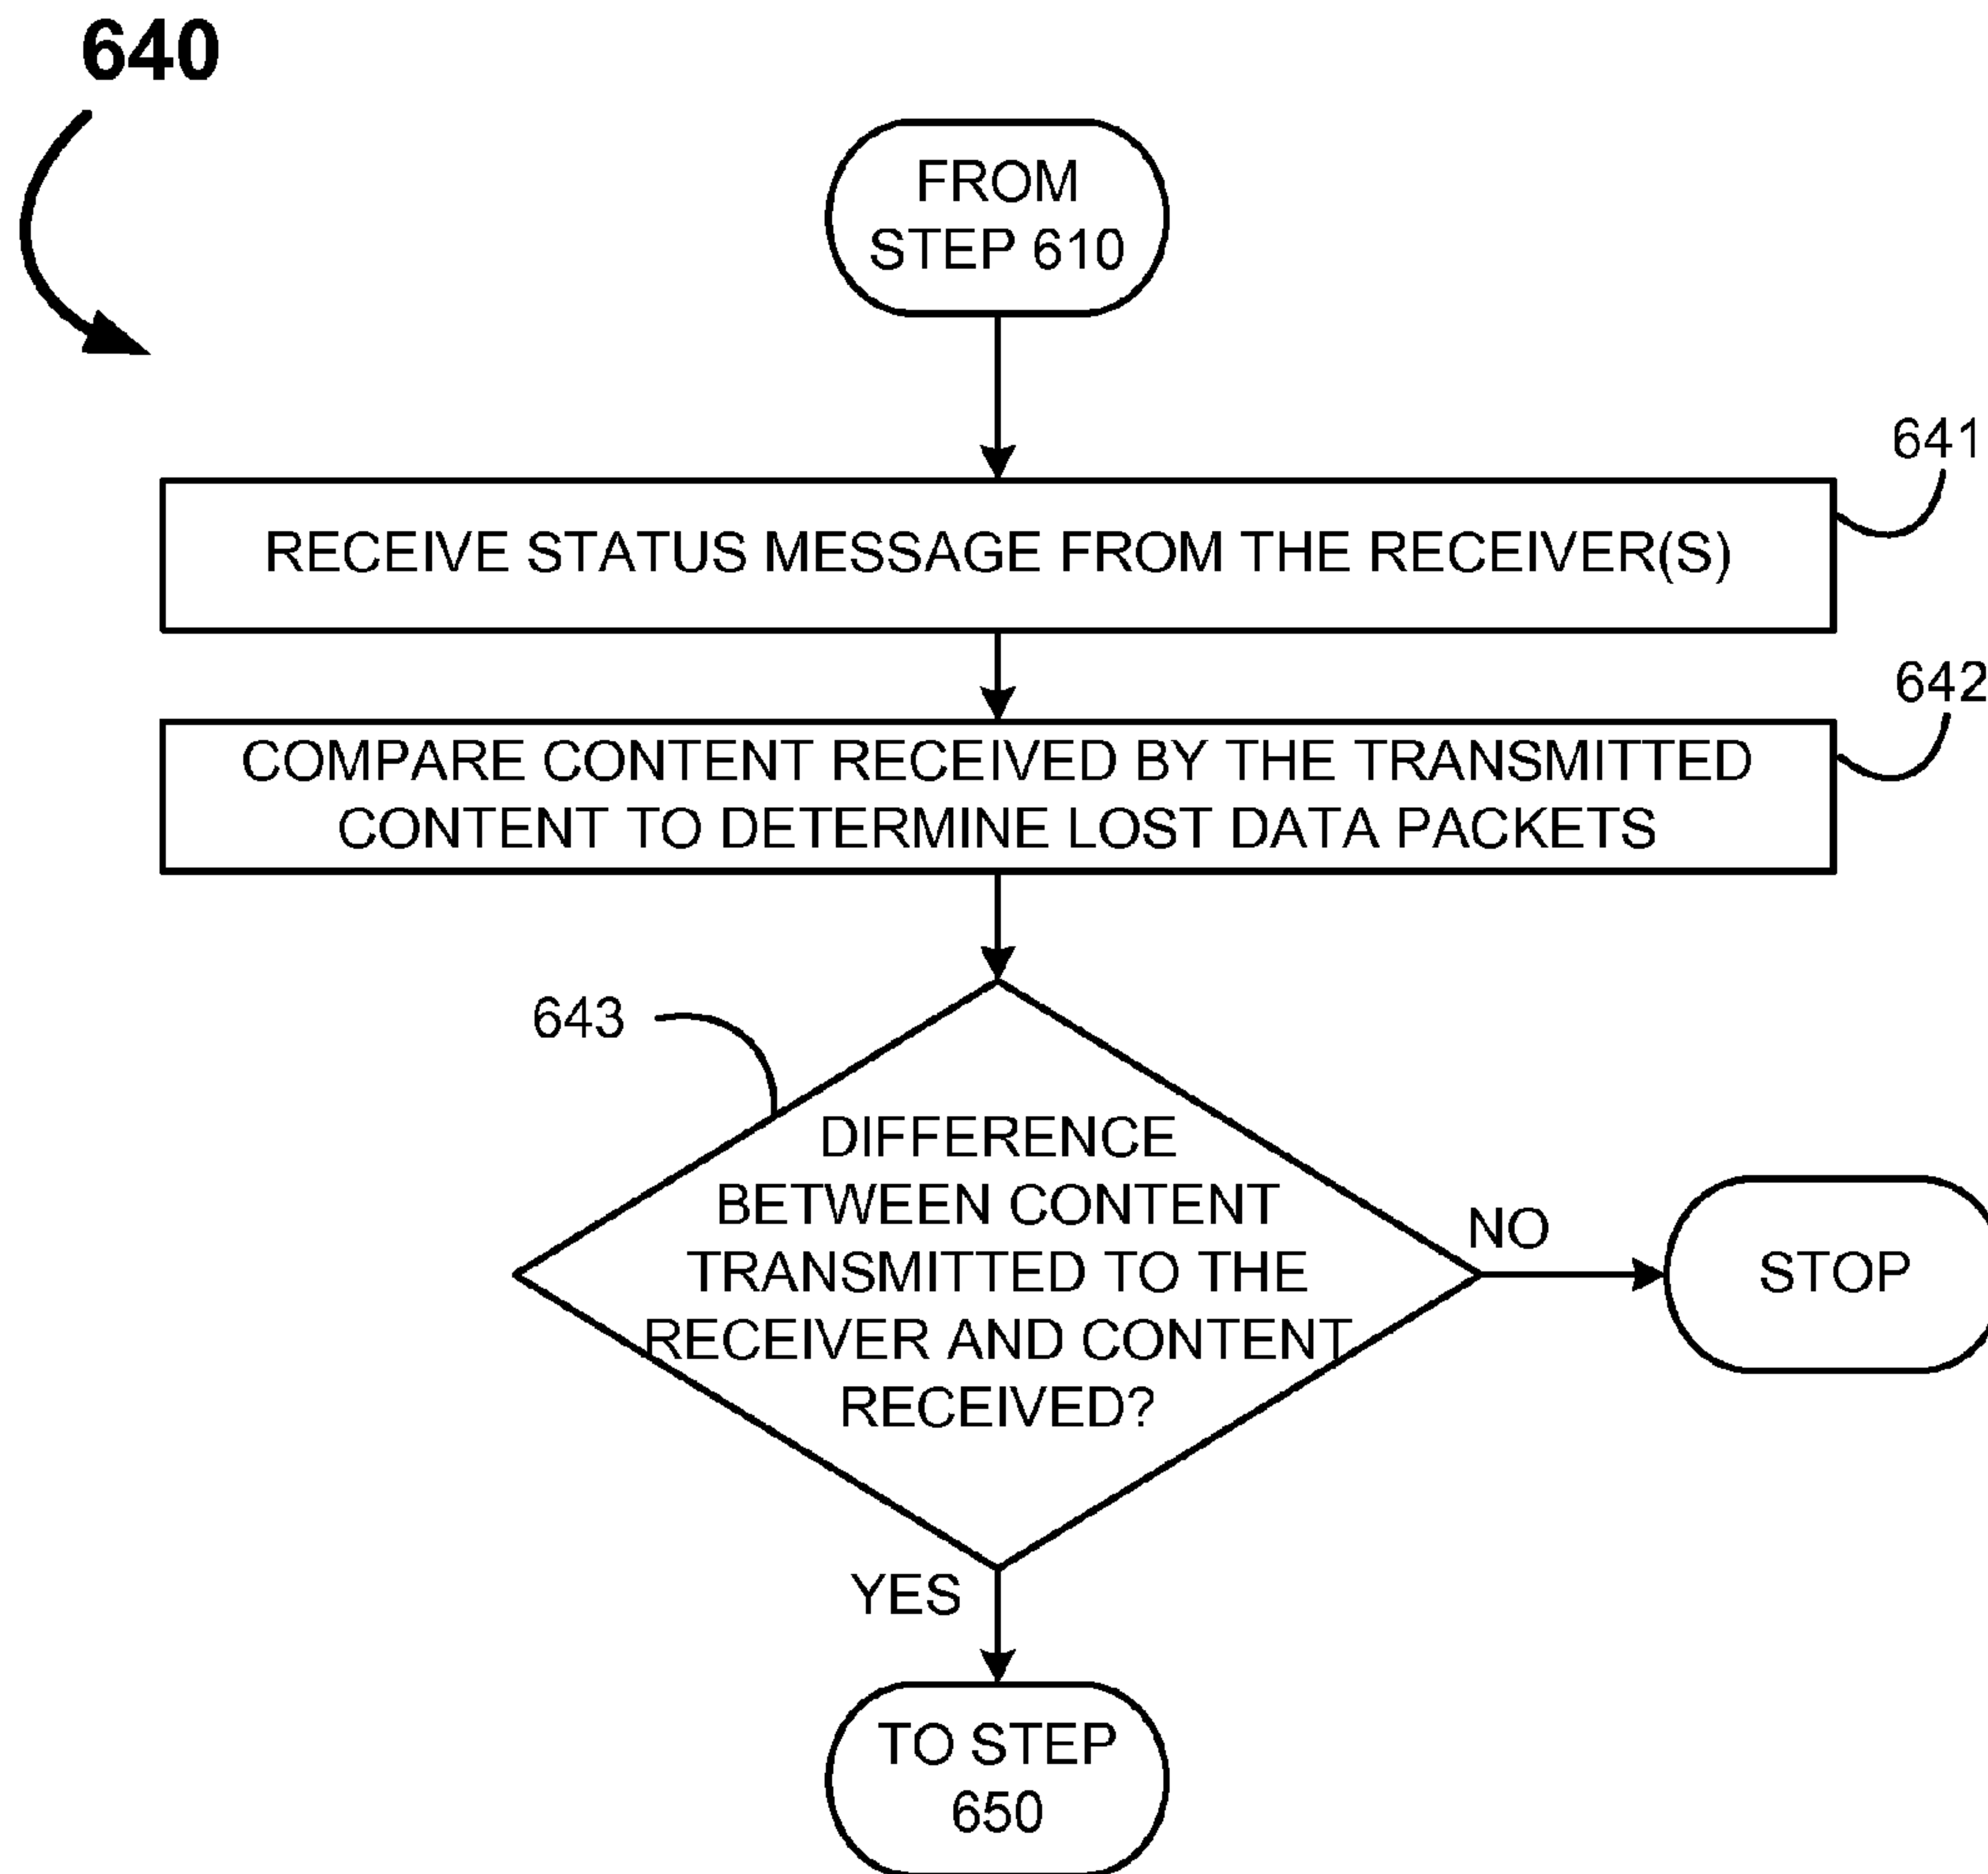 640
FROM
STEP 610
641
RECEIVE STATUS MESSAGE FROM THE RECEIVER(S)
642
COMPARE CONTENT RECEIVED BY THE TRANSMITTED
CONTENT TO DETERMINE LOST DATA PACKETS
643
DIFFERENCE
BETWEEN CONTENT
TRANSMITTED TO THE
RECEIVER AND CONTENT
RECEIVED?
NO
STOP
YES
TO STEP
650